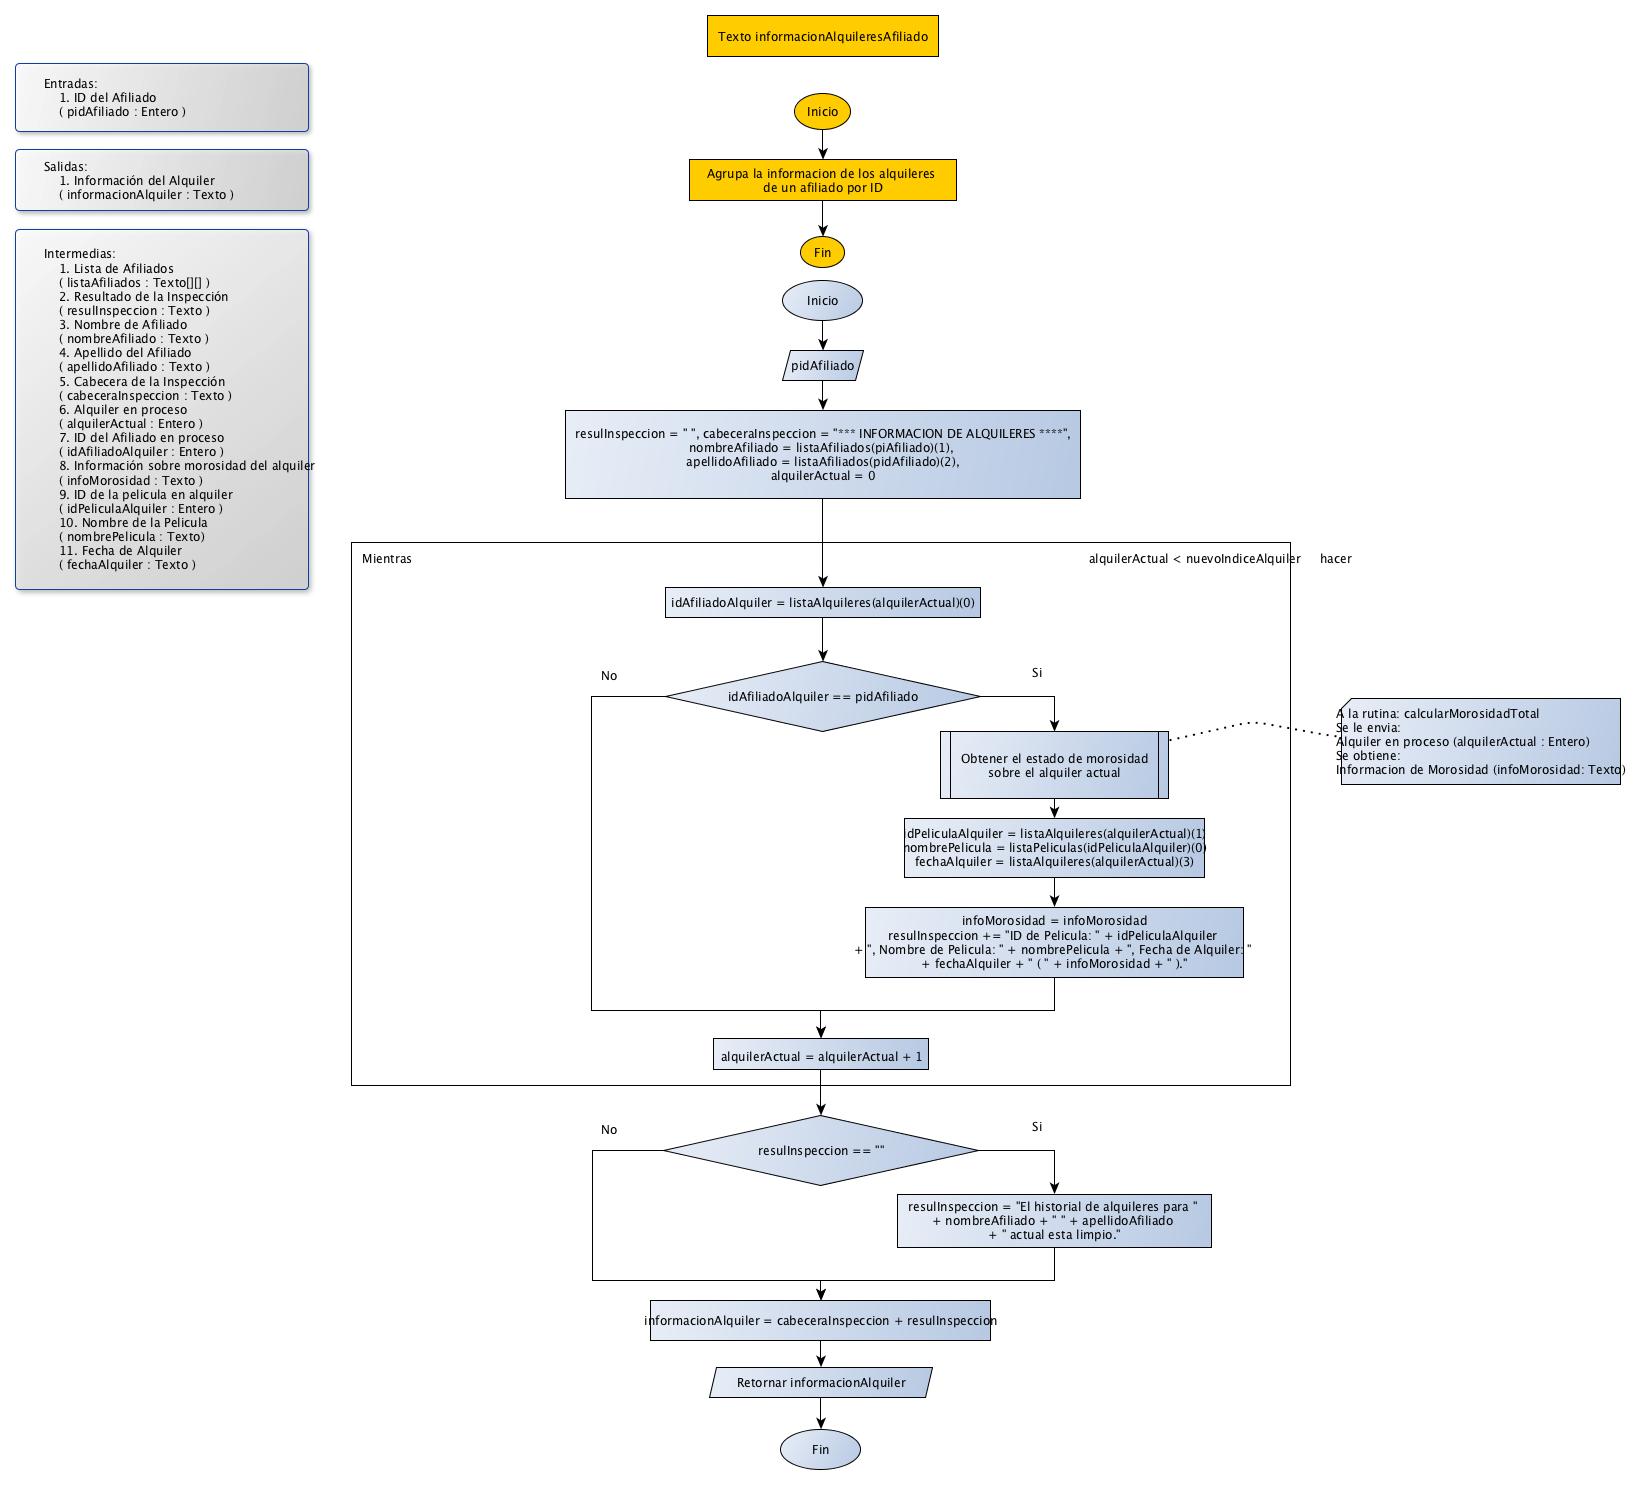 Texto informacionAlquileresAfiliado
Entradas:
1. ID del Afiliado
( pidAfiliado : Entero )
Salidas:
1. Información del Alquiler
( informacionAlquiler : Texto )
Intermedias:
1. Lista de Afiliados
( listaAfiliados : Texto[][] )
2. Resultado de la Inspección
( resulInspeccion : Texto )
3. Nombre de Afiliado
( nombreAfiliado : Texto )
4. Apellido del Afiliado
( apellidoAfiliado : Texto )
5. Cabecera de la Inspección
( cabeceraInspeccion : Texto )
6. Alquiler en proceso
( alquilerActual : Entero )
7. ID del Afiliado en proceso
( idAfiliadoAlquiler : Entero )
8. Información sobre morosidad del alquiler
( infoMorosidad : Texto )
9. ID de la pelicula en alquiler
( idPeliculaAlquiler : Entero )
10. Nombre de la Pelicula
( nombrePelicula : Texto)
11. Fecha de Alquiler
( fechaAlquiler : Texto )
Inicio
Agrupa la informacion de los alquileres
de un afiliado por ID
Fin
Inicio
pidAfiliado
resulInspeccion = " ", cabeceraInspeccion = "*** INFORMACION DE ALQUILERES ****",
nombreAfiliado = listaAfiliados(piAfiliado)(1),
apellidoAfiliado = listaAfiliados(pidAfiliado)(2),
alquilerActual = 0
Mientras alquilerActual < nuevoIndiceAlquiler hacer
idAfiliadoAlquiler = listaAlquileres(alquilerActual)(0)
No
Si
idAfiliadoAlquiler == pidAfiliado
Obtener el estado de morosidad
sobre el alquiler actual
A la rutina: calcularMorosidadTotal
Se le envia:
Alquiler en proceso (alquilerActual : Entero)
Se obtiene:
Informacion de Morosidad (infoMorosidad: Texto)
idPeliculaAlquiler = listaAlquileres(alquilerActual)(1)
nombrePelicula = listaPeliculas(idPeliculaAlquiler)(0)
fechaAlquiler = listaAlquileres(alquilerActual)(3)
infoMorosidad = infoMorosidad
resulInspeccion += "ID de Pelicula: " + idPeliculaAlquiler
+ ", Nombre de Pelicula: " + nombrePelicula + ", Fecha de Alquiler: "
+ fechaAlquiler + " ( " + infoMorosidad + " )."
alquilerActual = alquilerActual + 1
No
Si
resulInspeccion == ""
resulInspeccion = "El historial de alquileres para "
+ nombreAfiliado + " " + apellidoAfiliado
+ " actual esta limpio."
informacionAlquiler = cabeceraInspeccion + resulInspeccion
Retornar informacionAlquiler
Fin